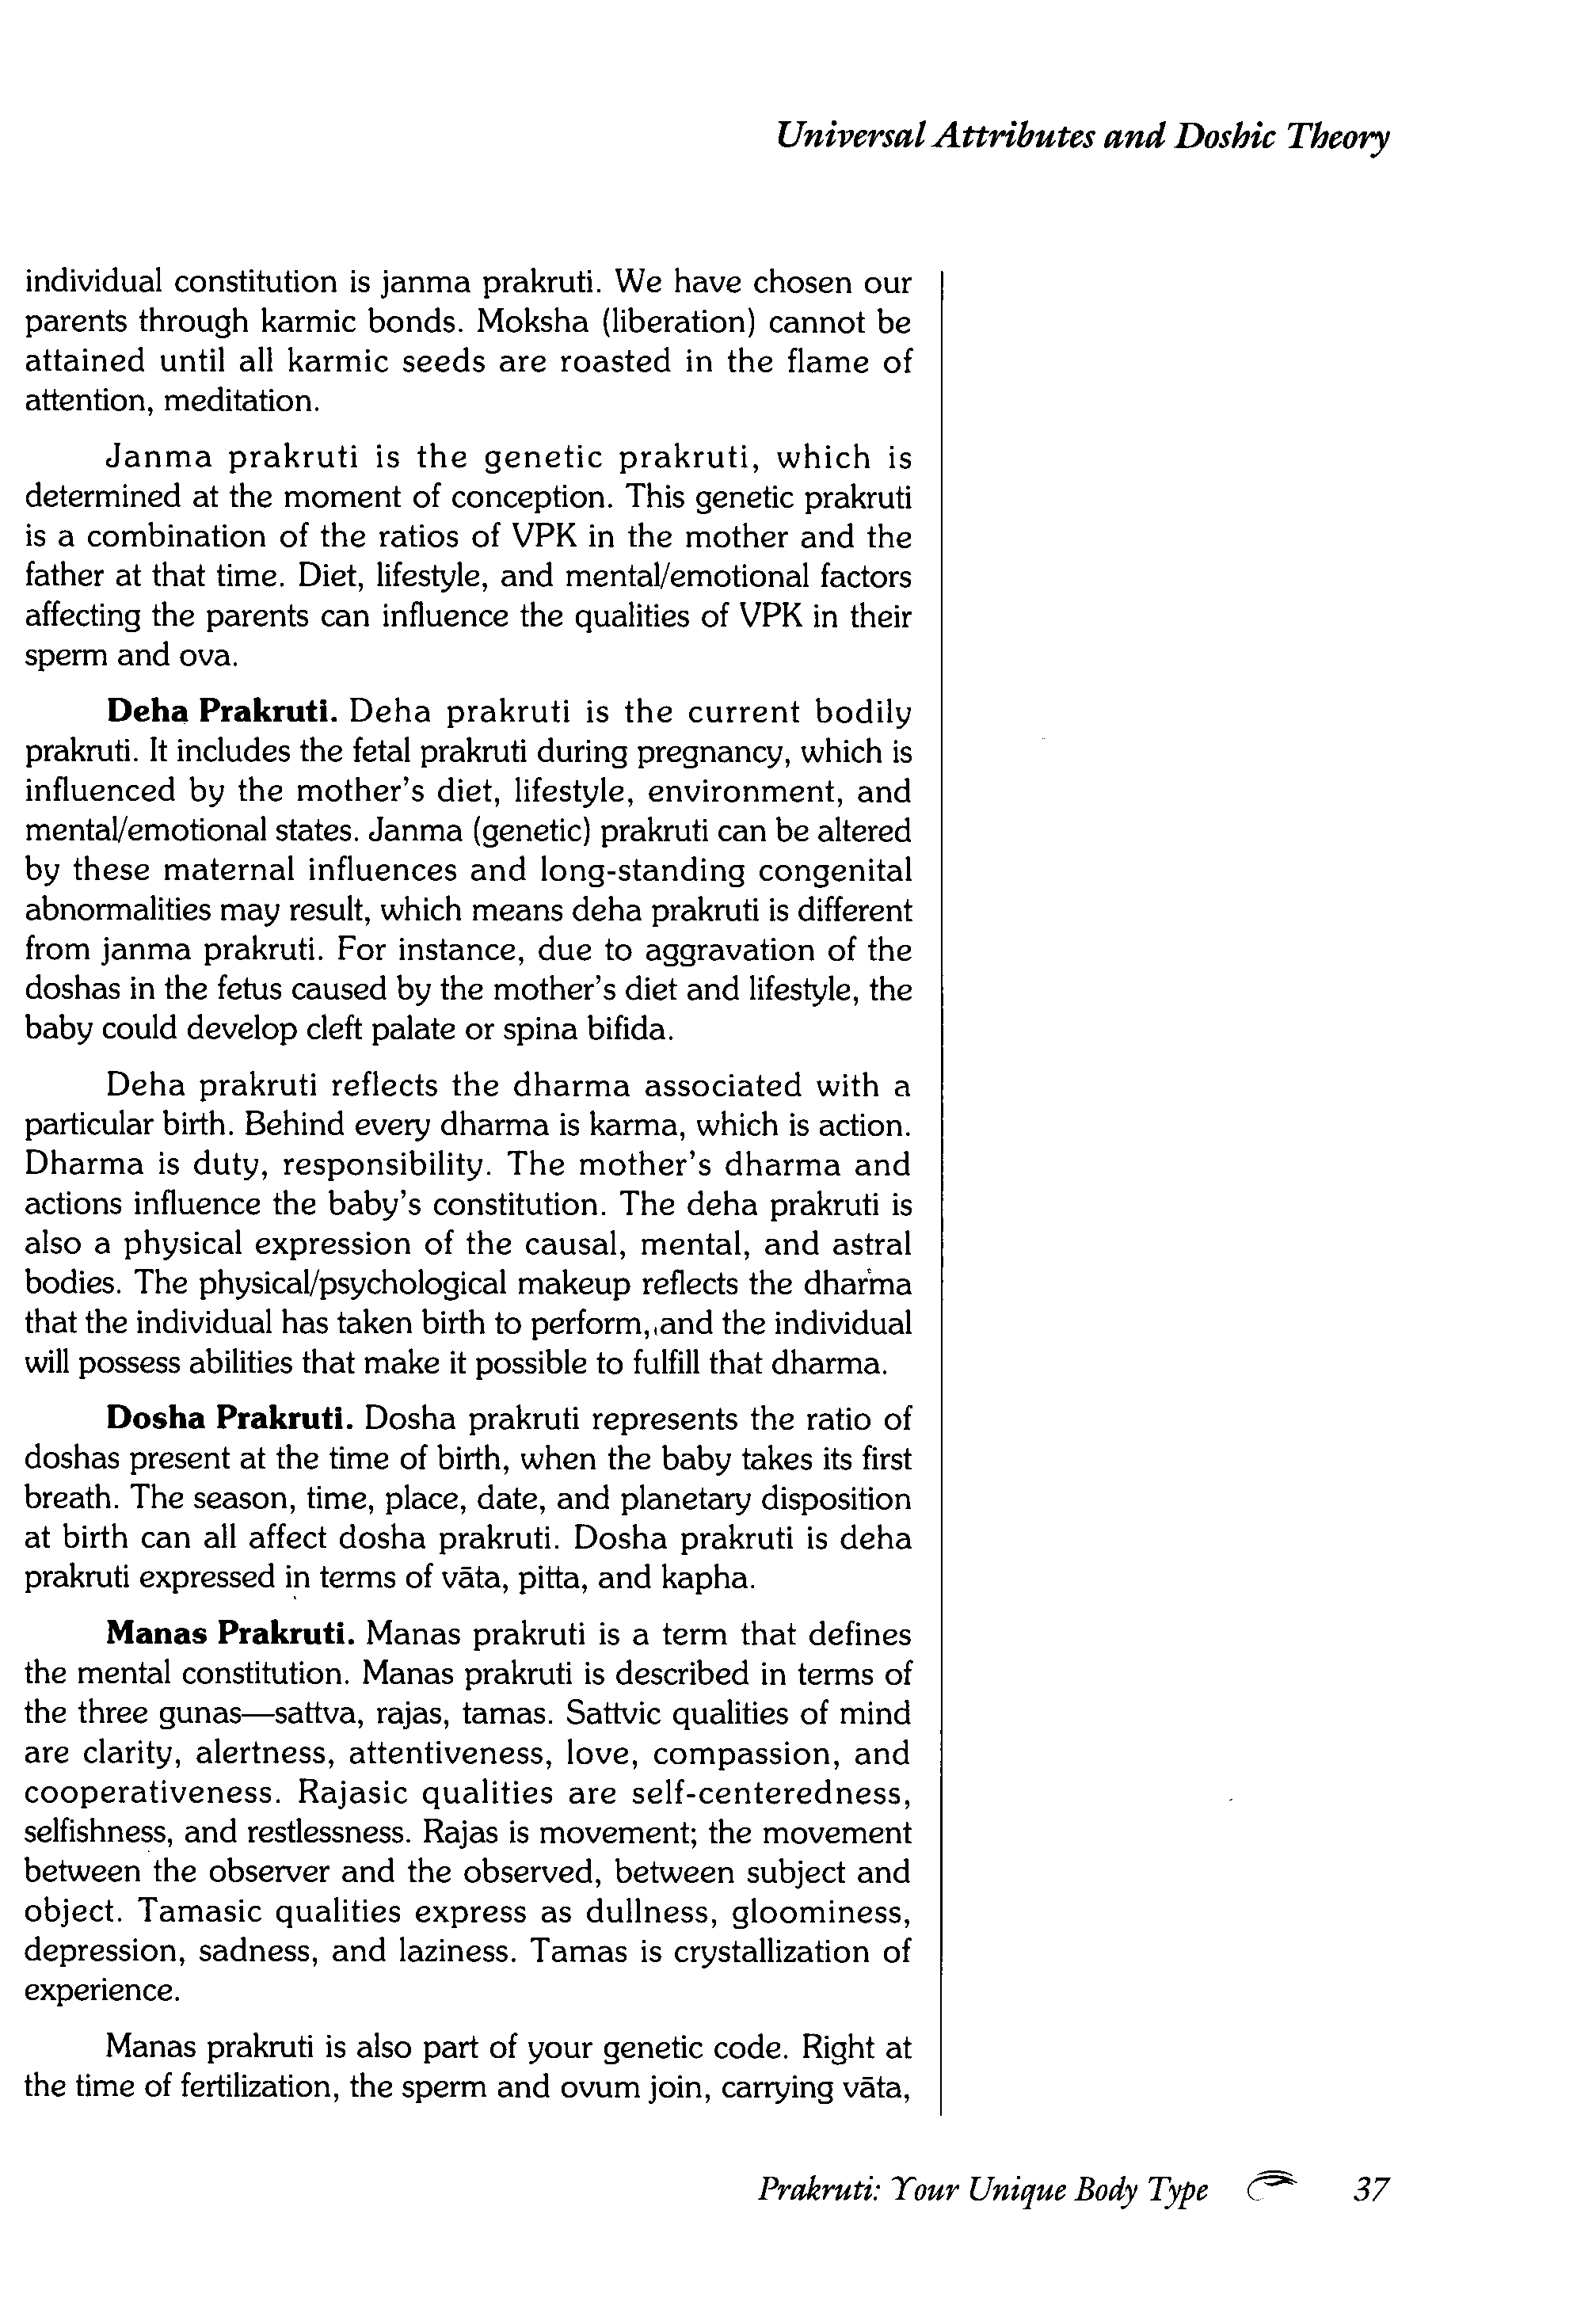 Universal Attributes and Doshic Theory
individual constitution is janma prakruti. We have chosen our
parents through karmic bonds. Moksha (liberation) cannot be
attained until all karmic seeds are roasted in the flame of
attention, meditation.
Janma prakruti is the genetic prakruti, which is
determined at the moment of conception. This genetic prakruti
is a combination of the ratios of VPK in the mother and the
father at that time. Diet, lifestyle, and mental/emotional factors
affecting the parents can influence the qualities of VPK in their
sperm and ova.
Deha Prakruti. Deha prakruti is the current bodily
prakruti. It includes the fetal prakruti during pregnancy, which is
influenced by the mother's diet, lifestyle, environment, and
mental/emotional states. Janma (genetic) prakruti can be altered
by these maternal influences and long-standing congenital
abnormalities may result, which means deha prakruti is different
from janma prakruti. For instance, due to aggravation of the
doshas in the fetus caused by the mother's diet and lifestyle, the
baby could develop cleft palate or spina bifida.
Deha prakruti reflects the dharma associated with a
particular birth. Behind every dharma is karma, which is action.
Dharma is duty, responsibility. The mother's dharma and
actions influence the baby's constitution. The deha prakruti is
also a physical expression of the causal, mental, and astral
bodies. The physical/psychological makeup reflects the dharma
that the individual has taken birth to perform, and the individual
will possess abilities that make it possible to fulfill that dharma.
Dosha Prakruti. Dosha prakruti represents the ratio of
doshas present at the time of birth, when the baby takes its first
breath. The season, time, place, date, and planetary disposition
at birth can all affect dosha prakruti. Dosha prakruti is deha
prakruti expressed in terms of vāta, pitta, and kapha.
Manas Prakruti. Manas prakruti is a term that defines
the mental constitution. Manas prakruti is described in terms of
the three gunas—sattva, rajas, tamas. Sattvic qualities of mind
are clarity, alertness, attentiveness, love, compassion, and
cooperativeness. Rajasic qualities are self-centeredness,
selfishness, and restlessness. Rajas is movement; the movement
between the observer and the observed, between subject and
object. Tamasic qualities express as dullness, gloominess,
depression, sadness, and laziness. Tamas is crystallization of
experience.
Manas prakruti is also part of your genetic code. Right at
the time of fertilization, the sperm and ovum join, carrying vāta,
Prakruti: Your Unique Body Type 37